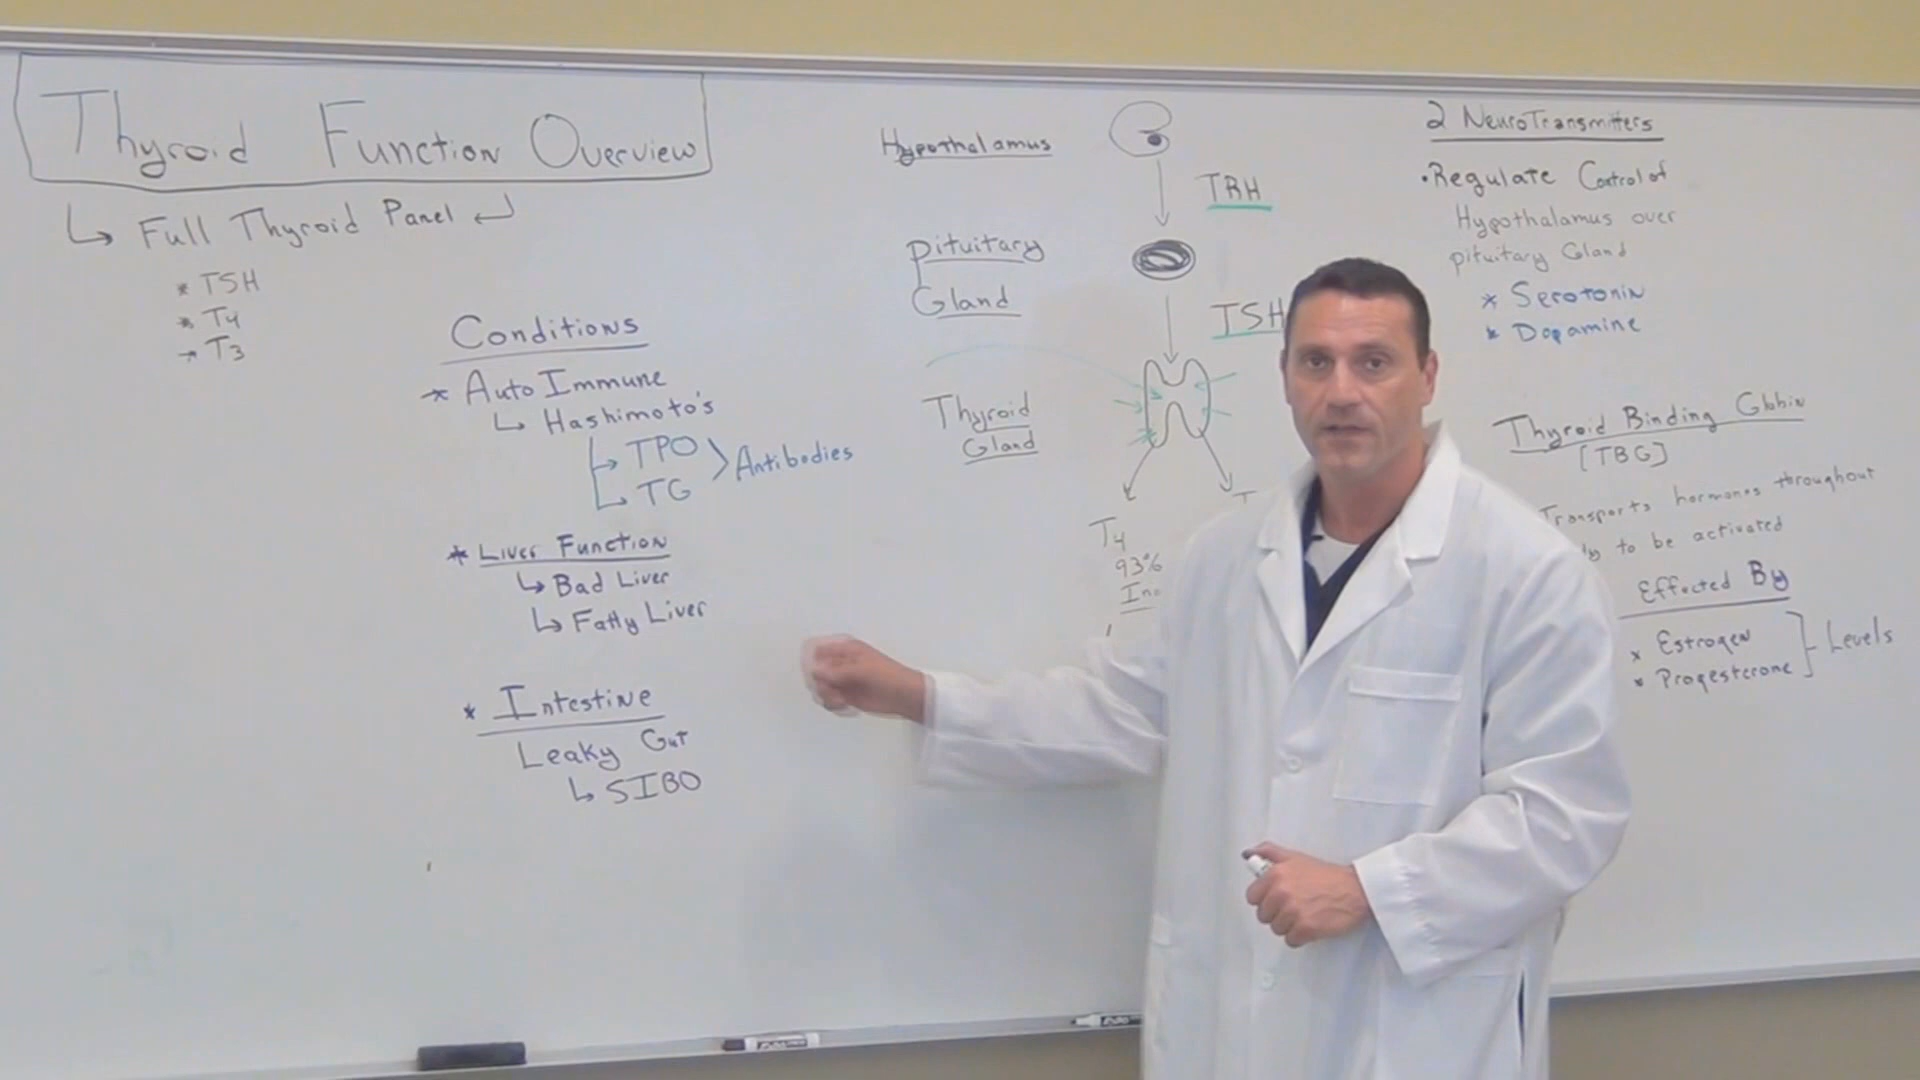 Thyroid Function Overview
Full Thyroid Panel
* TSH
* T4
T3
Conditions
* Auto Immune
Hashimoto's
TPO
TG
Antibodies
* Liver Function
Bad Liver
Fatty Liver
* Intestine
Leaky Gut
SIBO
Hypothalamus
TRH
Pituitary
Gland
TSH
Thyroid
Gland
T4
93%
T
2 NeuroTransmitters
• Regulate Control of
Hypothalamus over
pituitary Gland
* Serotonin
* Dopamine
Thyroid Binding Globin
[TBG]
Transports hormones throughout
to be activated
Effected By
* Estrogen
* Progesterone
Levels